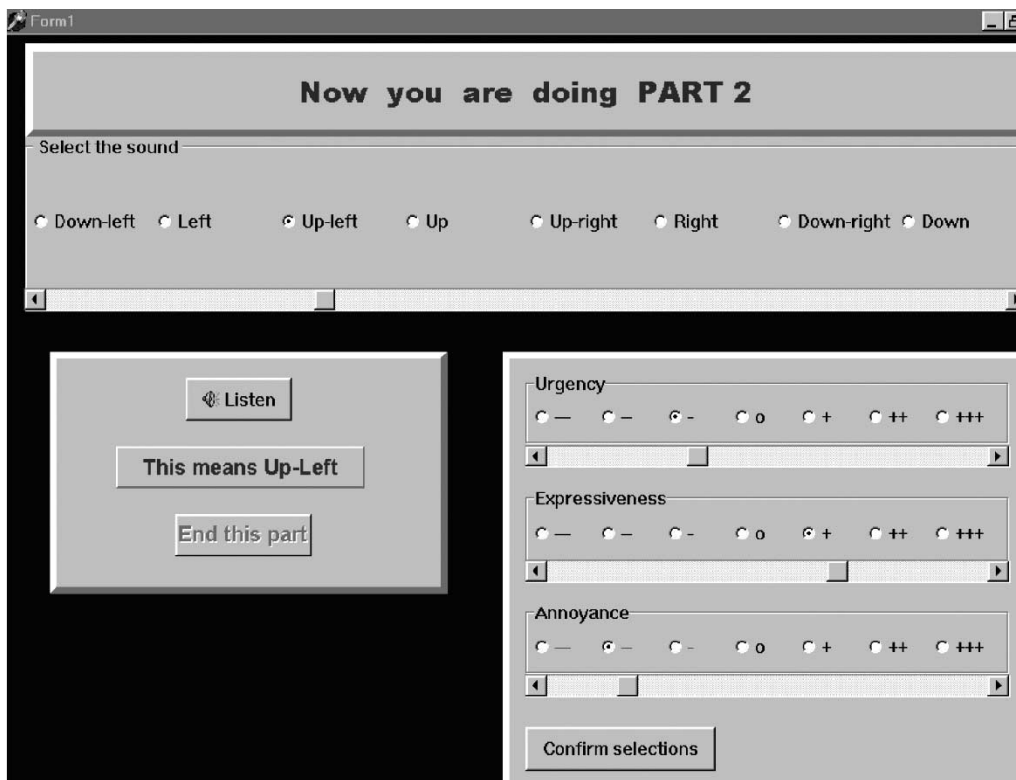 Form1
Now you are doing PART 2
Select the sound
Down-left Left Up-left Up Up-right Right Down-right Down
Listen
This means Up-Left
End this part
Urgency
--- -- - o + ++ +++
Expressiveness
--- -- - o + ++ +++
Annoyance
--- -- - o + ++ +++
Confirm selections